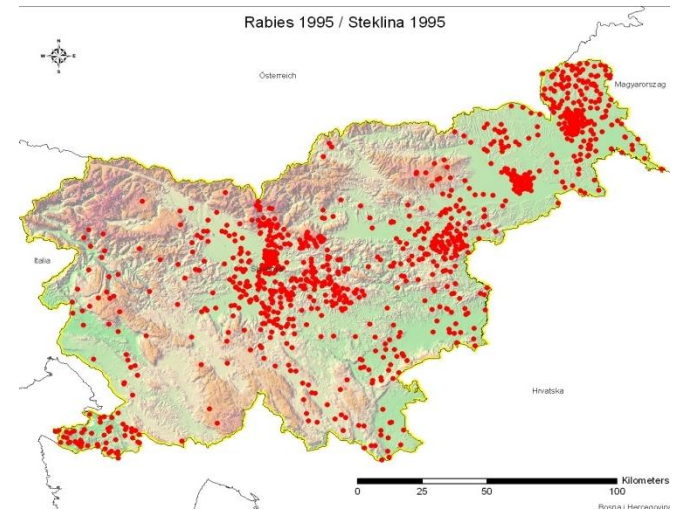 Rabies 1995 / Steklina 1995
N
W
E
S
Österreich
Magyarország
Italia
Hrvatska
Kilometers
0
25
50
100
Bosna i Hercegovina